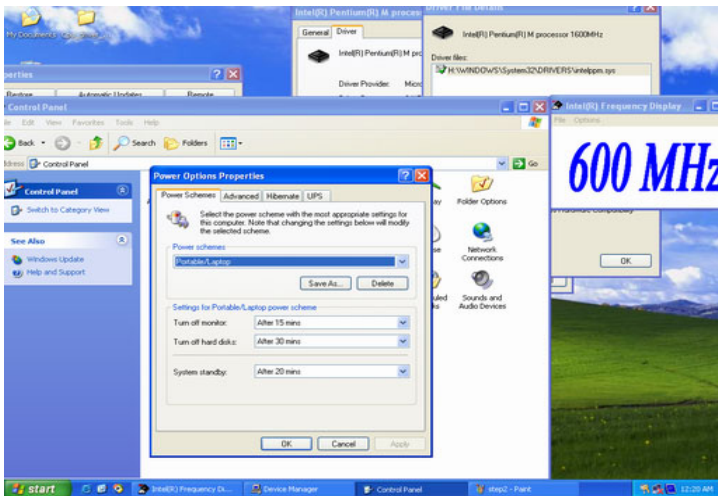 My Documents
Intel(R) Pentium(R) M proces
General Driver
Intel(R) Pentium(R) M pro
Driver Provider: Micro
Driver File Details
Intel(R) Pentium(R) M processor 1600MHz
Driver files:
H:\WINDOWS\System32\DRIVERS\intelppm.sys
perties
Restore Automatic Updates Remote
Control Panel
Edit View Favorites Tools Help
Back Search Folders
Control Panel Go
Control Panel
Switch to Category View
See Also
Windows Update
Help and Support
Folder Options
Network
Connections
Sounds and
Audio Devices
Intel(R) Frequency Display
File Options
600 MHz
OK
Power Options Properties
Power Schemes Advanced Hibernate UPS
Select the power scheme with the most appropriate settings for
this computer. Note that changing the settings below will modify
the selected scheme.
Power schemes
Portable/Laptop
Save As... Delete
Settings for Portable/Laptop power scheme
Turn off monitor: After 15 mins
Turn off hard disks: After 30 mins
System standby: After 20 mins
OK Cancel Apply
start Intel(R) Frequency Di... Device Manager Control Panel step2 - Paint 12:20 AM